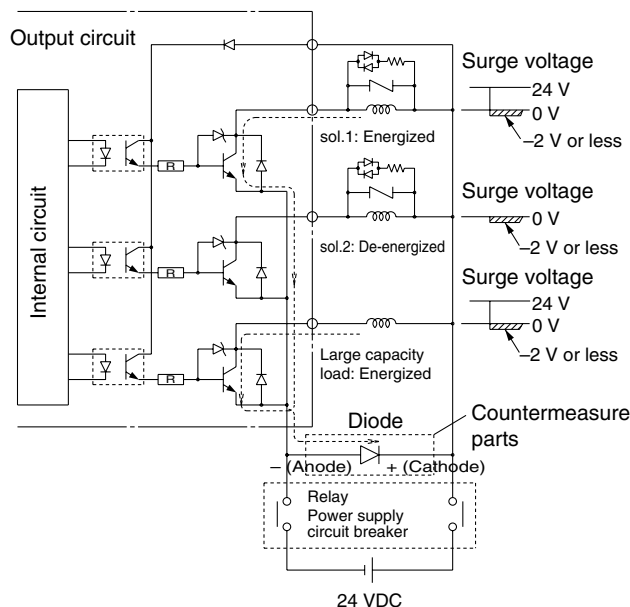 Output circuit
Internal circuit
R
R
R
sol.1: Energized
sol.2: De-energized
Large capacity
load: Energized
Surge voltage
24 V
0 V
–2 V or less
Surge voltage
0 V
–2 V or less
Surge voltage
24 V
0 V
–2 V or less
Countermeasure
parts
Diode
– (Anode)
+ (Cathode)
Relay
Power supply
circuit breaker
24 VDC